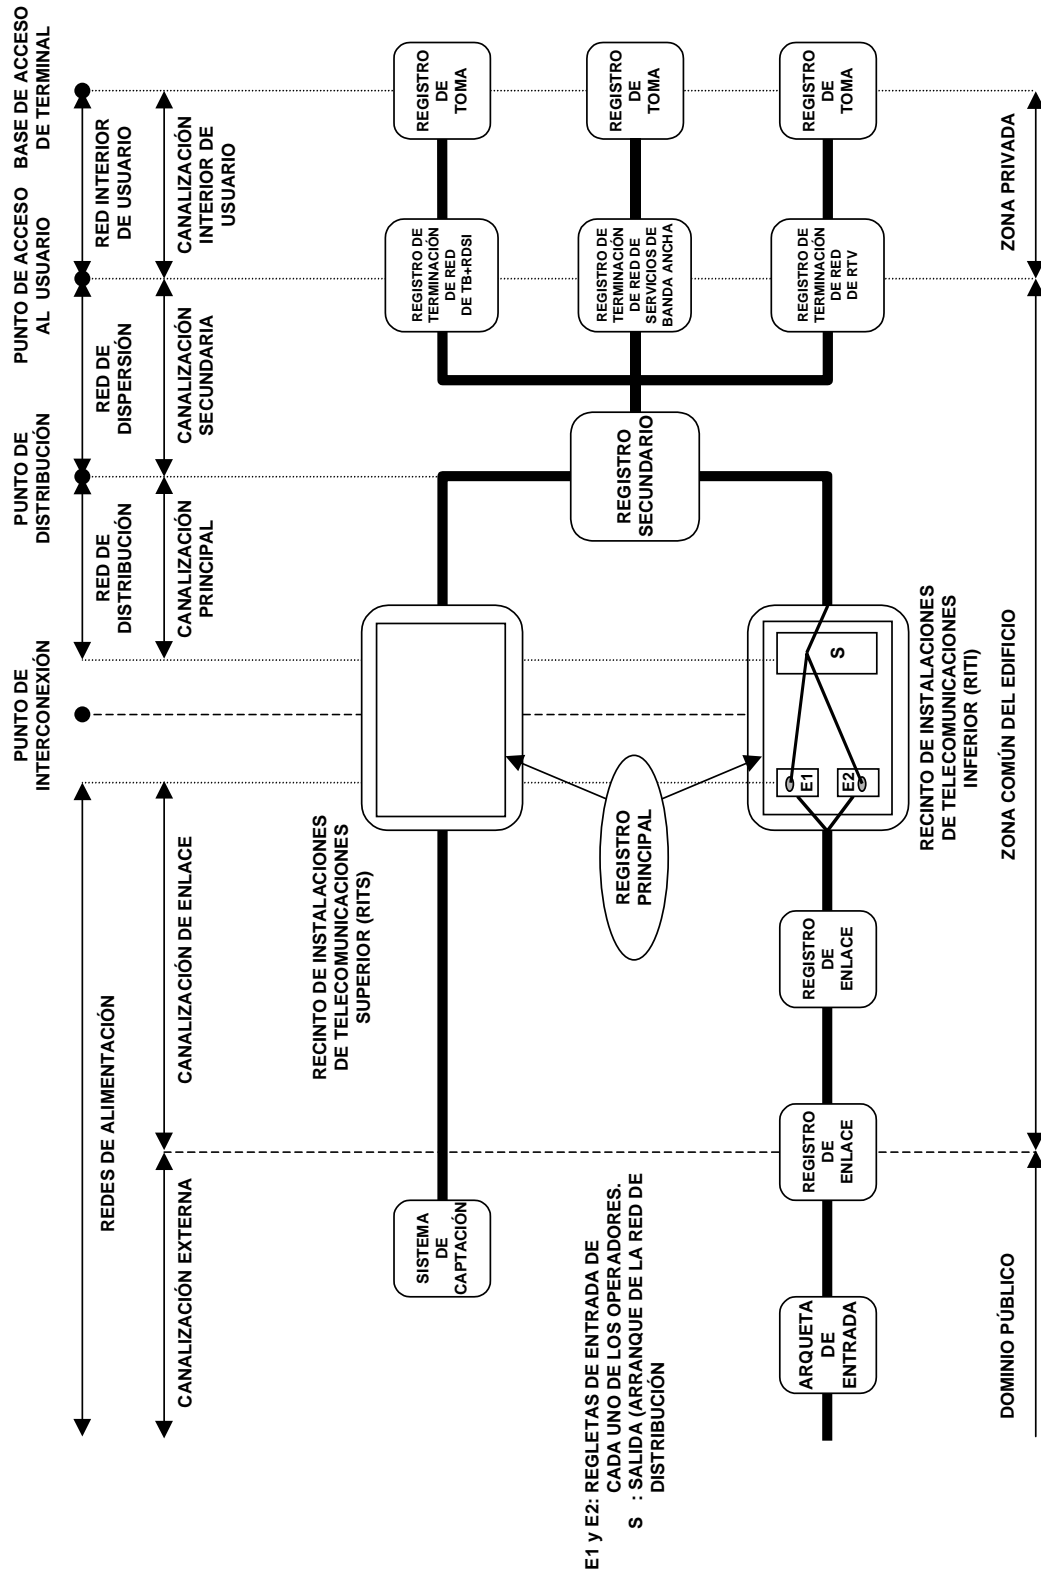 PUNTO DE
INTERCONEXIÓN
PUNTO DE
DISTRIBUCIÓN
PUNTO DE ACCESO
AL USUARIO
BASE DE ACCESO
DE TERMINAL
REDES DE ALIMENTACIÓN
RED DE
DISTRIBUCIÓN
RED DE
DISPERSIÓN
RED INTERIOR
DE USUARIO
CANALIZACIÓN EXTERNA
CANALIZACIÓN DE ENLACE
CANALIZACIÓN
PRINCIPAL
CANALIZACIÓN
SECUNDARIA
CANALIZACIÓN
INTERIOR DE
USUARIO
RECINTO DE INSTALACIONES
DE TELECOMUNICACIONES
SUPERIOR (RITS)
SISTEMA
DE
CAPTACIÓN
REGISTRO DE
TERMINACIÓN
DE RED
DE TB+RDSI
REGISTRO
DE
TOMA
REGISTRO
PRINCIPAL
REGISTRO
SECUNDARIO
REGISTRO DE
TERMINACIÓN
DE RED DE
SERVICIOS DE
BANDA ANCHA
REGISTRO
DE
TOMA
E1 y E2: REGLETAS DE ENTRADA DE
CADA UNO DE LOS OPERADORES.
S : SALIDA (ARRANQUE DE LA RED DE
DISTRIBUCIÓN
ARQUETA
DE
ENTRADA
REGISTRO
DE
ENLACE
REGISTRO
DE
ENLACE
E1
E2
S
REGISTRO DE
TERMINACIÓN
DE RED
DE RTV
REGISTRO
DE
TOMA
RECINTO DE INSTALACIONES
DE TELECOMUNICACIONES
INFERIOR (RITI)
DOMINIO PÚBLICO
ZONA COMÚN DEL EDIFICIO
ZONA PRIVADA